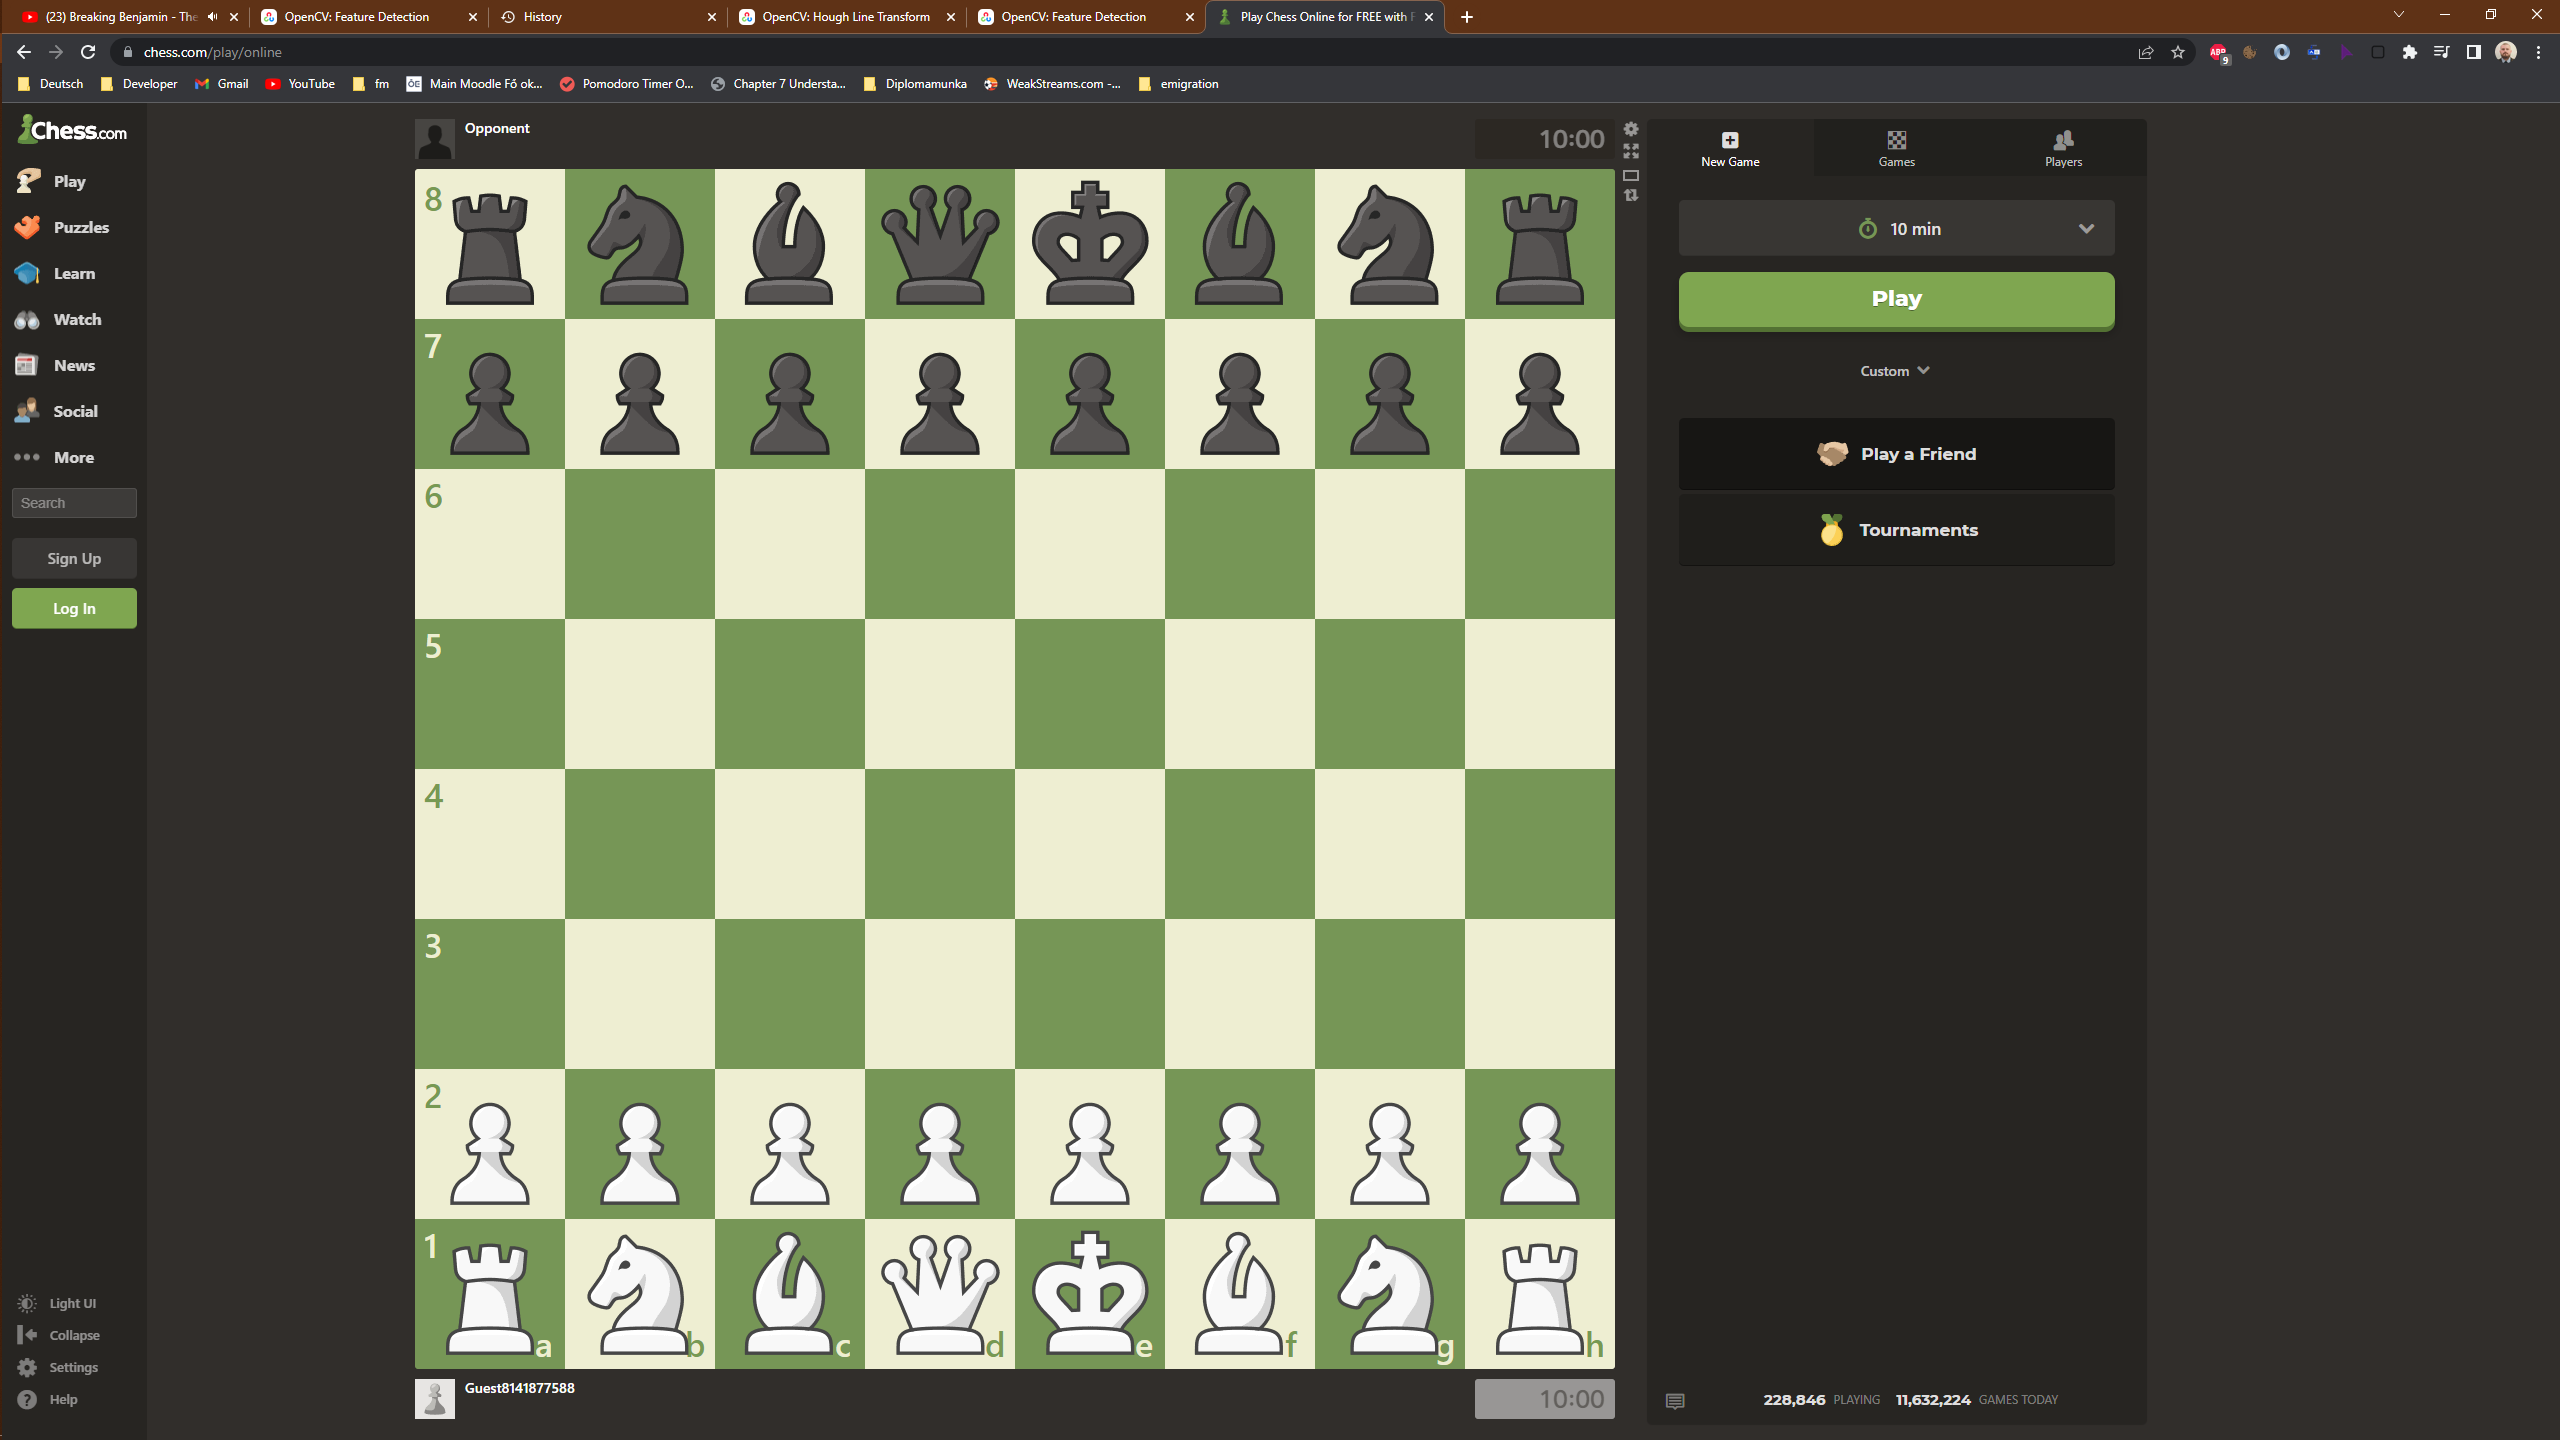 (23) Breaking Benjamin - The
OpenCV: Feature Detection
History
OpenCV: Hough Line Transform
OpenCV: Feature Detection
Play Chess Online for FREE with F
chess.com/play/online
ABP
9
Deutsch
Developer
Gmail
YouTube
fm
ÓE
Main Moodle Fő ok...
Pomodoro Timer O...
Chapter 7 Understa...
Diplomamunka
WeakStreams.com -...
emigration
Chess.com
Play
Puzzles
Learn
Watch
News
Social
More
Search
Sign Up
Log In
Light UI
Collapse
Settings
Help
Opponent
10:00
8
7
6
5
4
3
2
1
a b c d e f g h
Guest8141877588
10:00
New Game
Games
Players
10 min
Play
Custom
Play a Friend
Tournaments
228,846 PLAYING 11,632,224 GAMES TODAY